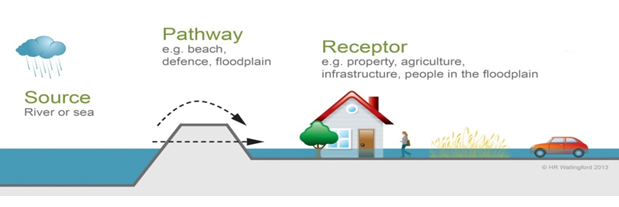 Source
River or sea
Pathway
e.g. beach,
defence, floodplain
Receptor
e.g. property, agriculture,
infrastructure, people in the floodplain
© HR Wallingford 2013